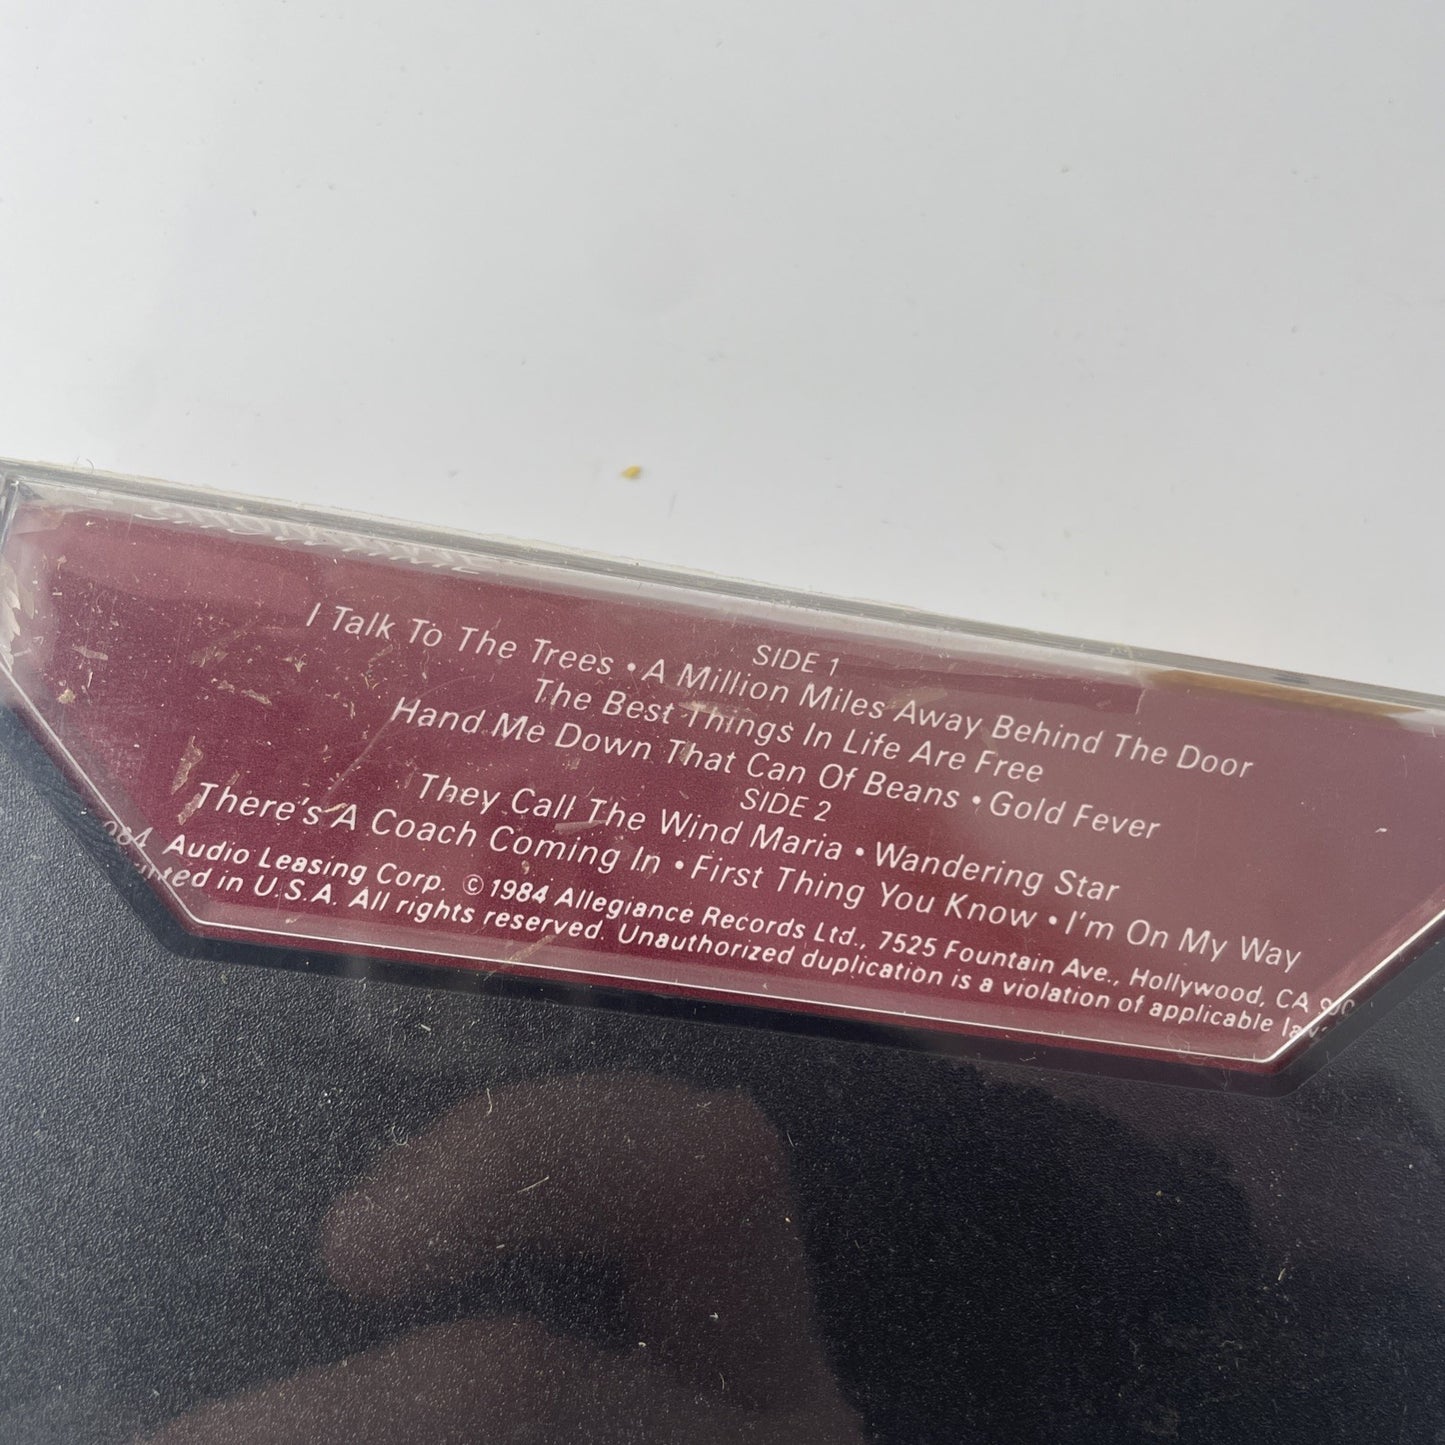 SIDE 1
I Talk To The Trees • A Million Miles Away Behind The Door
The Best Things In Life Are Free
Hand Me Down That Can Of Beans • Gold Fever
SIDE 2
They Call The Wind Maria • Wandering Star
There's A Coach Coming In • First Thing You Know • I'm On My Way
Audio Leasing Corp. © 1984 Allegiance Records Ltd., 7525 Fountain Ave., Hollywood, CA
in U.S.A. All rights reserved. Unauthorized duplication is a violation of applicable